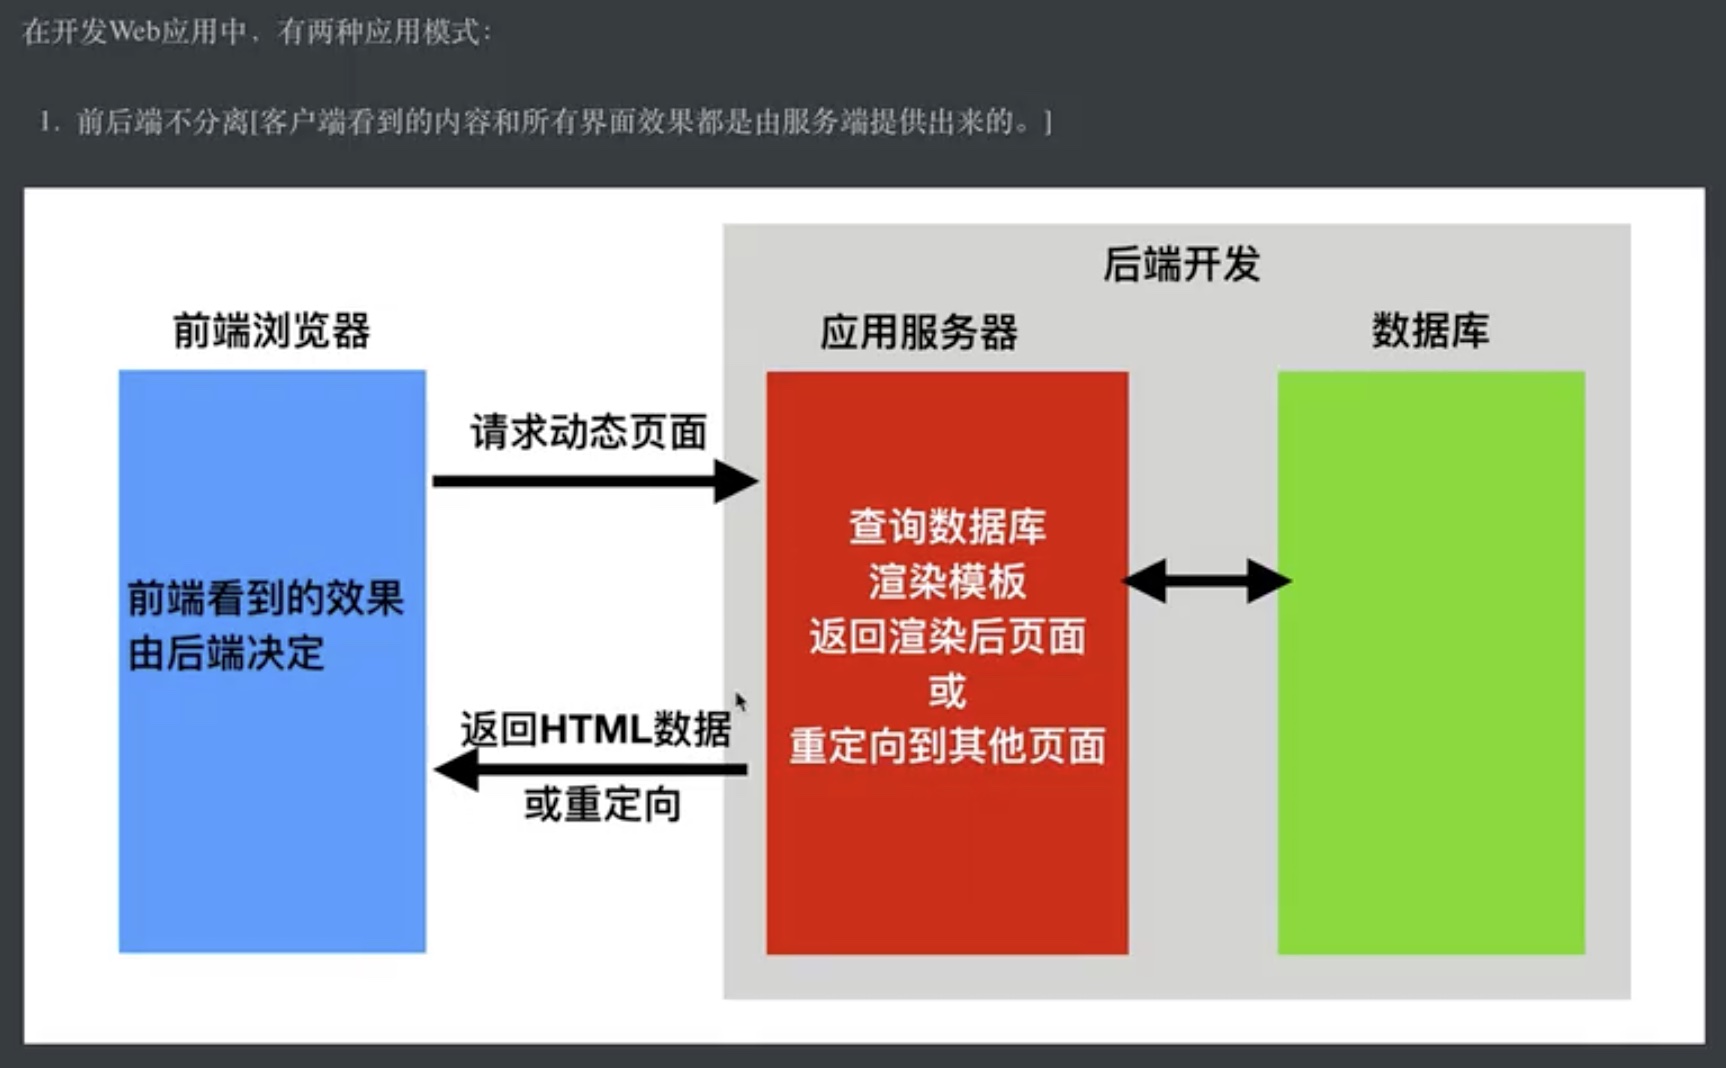 在开发Web应用中，有两种应用模式：
1. 前后端不分离[客户端看到的内容和所有界面效果都是由服务端提供出来的。]
后端开发
前端浏览器
应用服务器
数据库
请求动态页面
前端看到的效果
由后端决定
查询数据库
渲染模板
返回渲染后页面
或
重定向到其他页面
返回HTML数据
或重定向